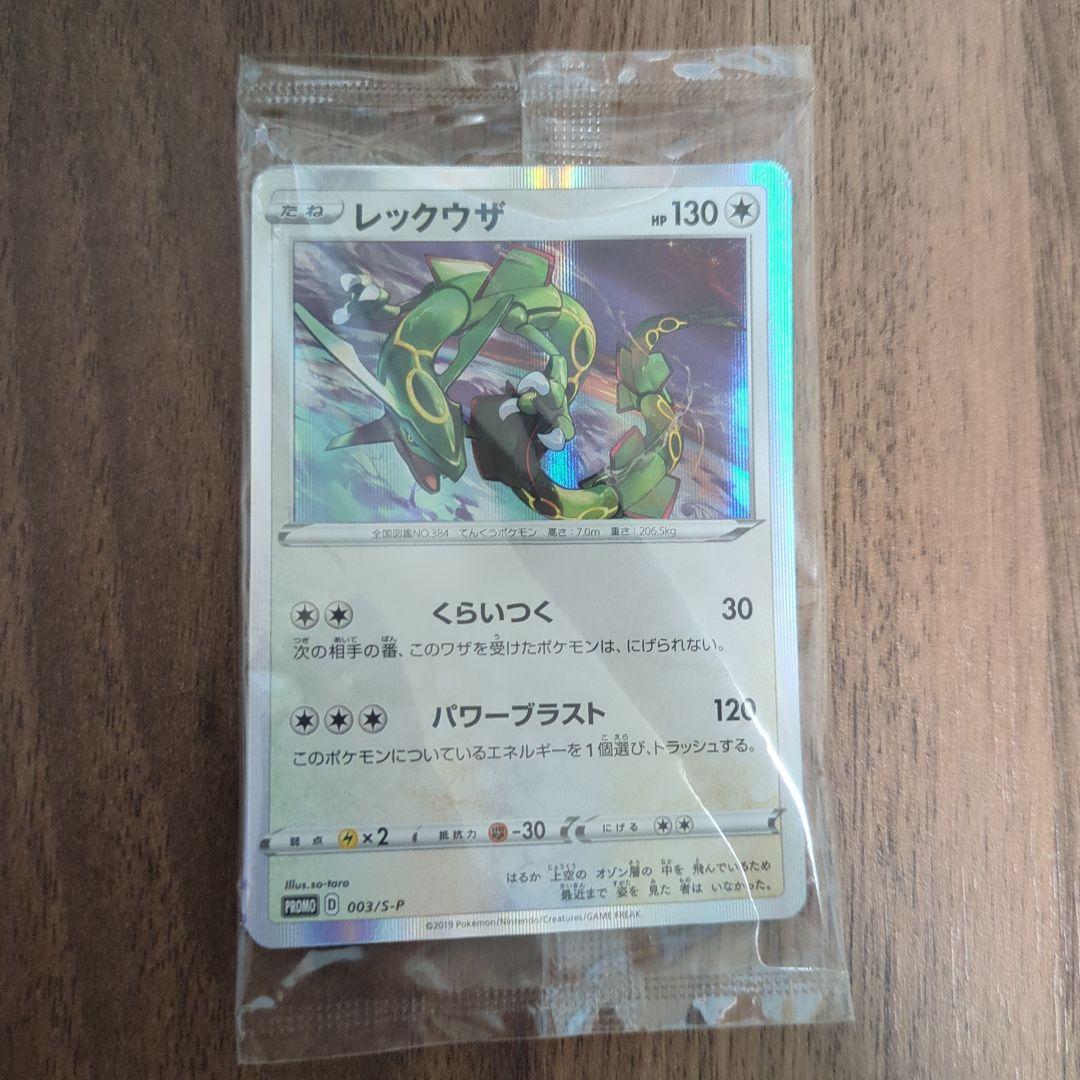 たね レックウザ HP 130
全国図鑑NO.384 てんくうポケモン 高さ:7.0m 重さ:206.5kg
くらいつく 30
次の相手の番、このワザを受けたポケモンは、にげられない。
パワーブラスト 120
このポケモンについているエネルギーを1個選び、トラッシュする。
弱点 ×2 抵抗力 -30 にげる
はるか 上空の オゾン層の 中を 飛んでいるため
最近まで 姿を 見た 者は いなかった。
Illus.so-taro
PROMO D 003/S-P
©2019 Pokémon/Nintendo/Creatures/GAME FREAK.